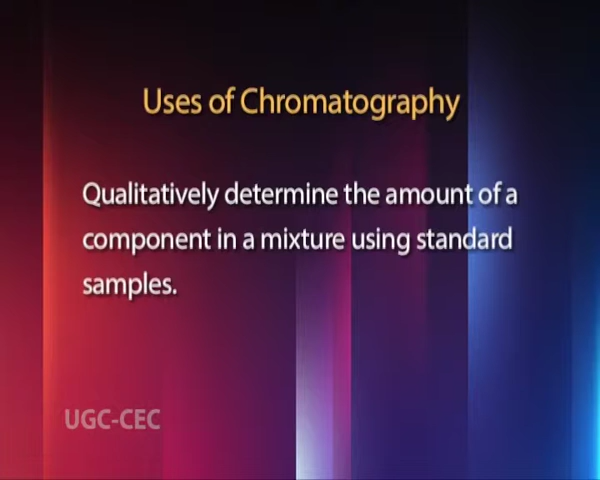 Uses of Chromatography
Qualitatively determine the amount of a
component in a mixture using standard
samples.
UGC-CEC